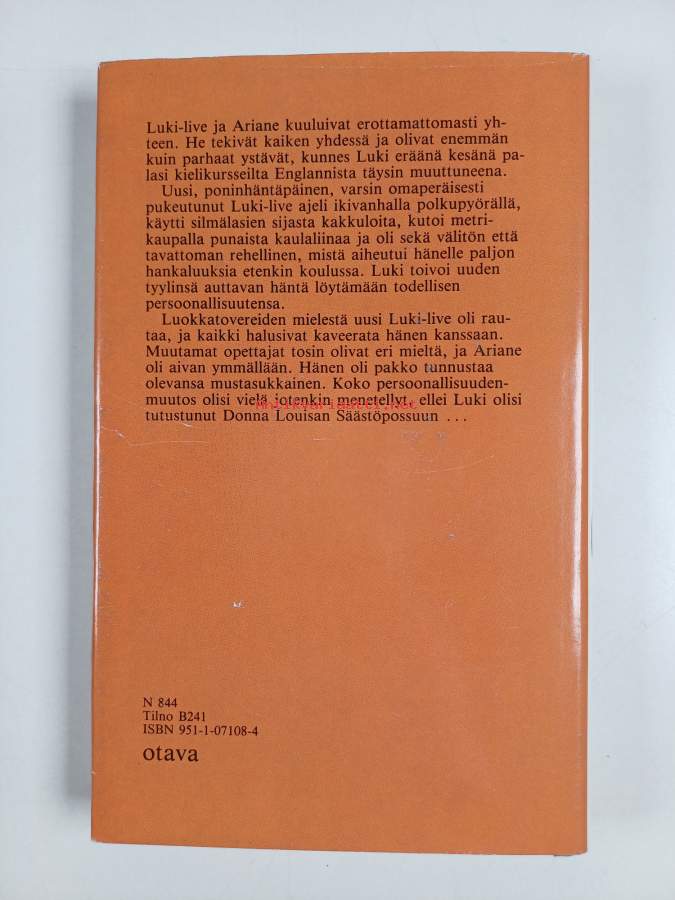 Luki-live ja Ariane kuuluivat erottamattomasti yh-
teen. He tekivät kaiken yhdessä ja olivat enemmän
kuin parhaat ystävät, kunnes Luki eräänä kesänä pa-
lasi kielikursseilta Englannista täysin muuttuneena.
Uusi, poninhäntäpäinen, varsin omaperäisesti
pukeutunut Luki-live ajeli ikivanhalla polkupyörällä,
käytti silmälasien sijasta kakkuloita, kutoi metri-
kaupalla punaista kaulaliinaa ja oli sekä välitön että
tavattoman rehellinen, mistä aiheutui hänelle paljon
hankaluuksia etenkin koulussa. Luki toivoi uuden
tyylinsä auttavan häntä löytämään todellisen
persoonallisuutensa.
Luokkatovereiden mielestä uusi Luki-live oli rau-
taa, ja kaikki halusivat kaveerata hänen kanssaan.
Muutamat opettajat tosin olivat eri mieltä, ja Ariane
oli aivan ymmällään. Hänen oli pakko tunnustaa
olevansa mustasukkainen. Koko persoonallisuuden-
muutos olisi vielä jotenkin menetellyt, ellei Luki olisi
tutustunut Donna Louisan Säästöpossuun ...
Antikvariaatti.net
N 844
Tilno B241
ISBN 951-1-07108-4
otava